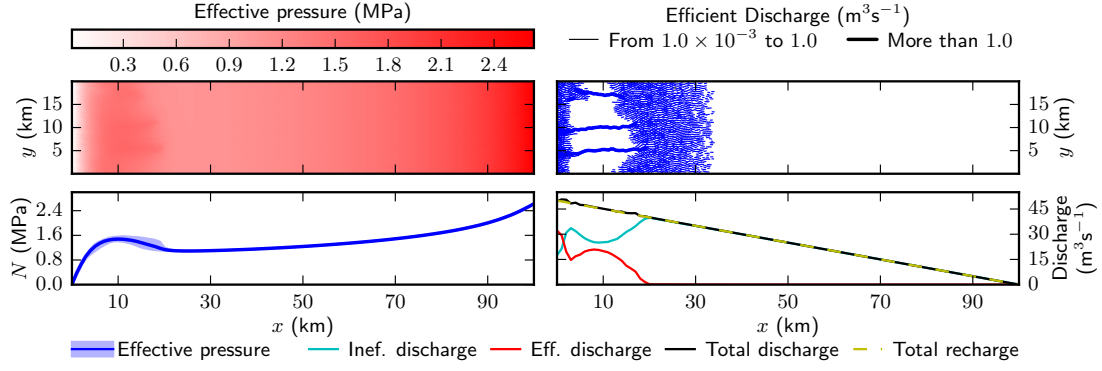 Effective pressure (MPa)
0.3 0.6 0.9 1.2 1.5 1.8 2.1 2.4
Efficient Discharge (m³s⁻¹)
From 1.0 × 10⁻³ to 1.0 More than 1.0
y (km)
15
10
5
15
10
5
y (km)
N (MPa)
2.4
1.6
0.8
0.0
10 30 50 70 90
x (km)
45
30
15
0
Discharge
(m³s⁻¹)
10 30 50 70 90
x (km)
Effective pressure Inef. discharge Eff. discharge Total discharge Total recharge